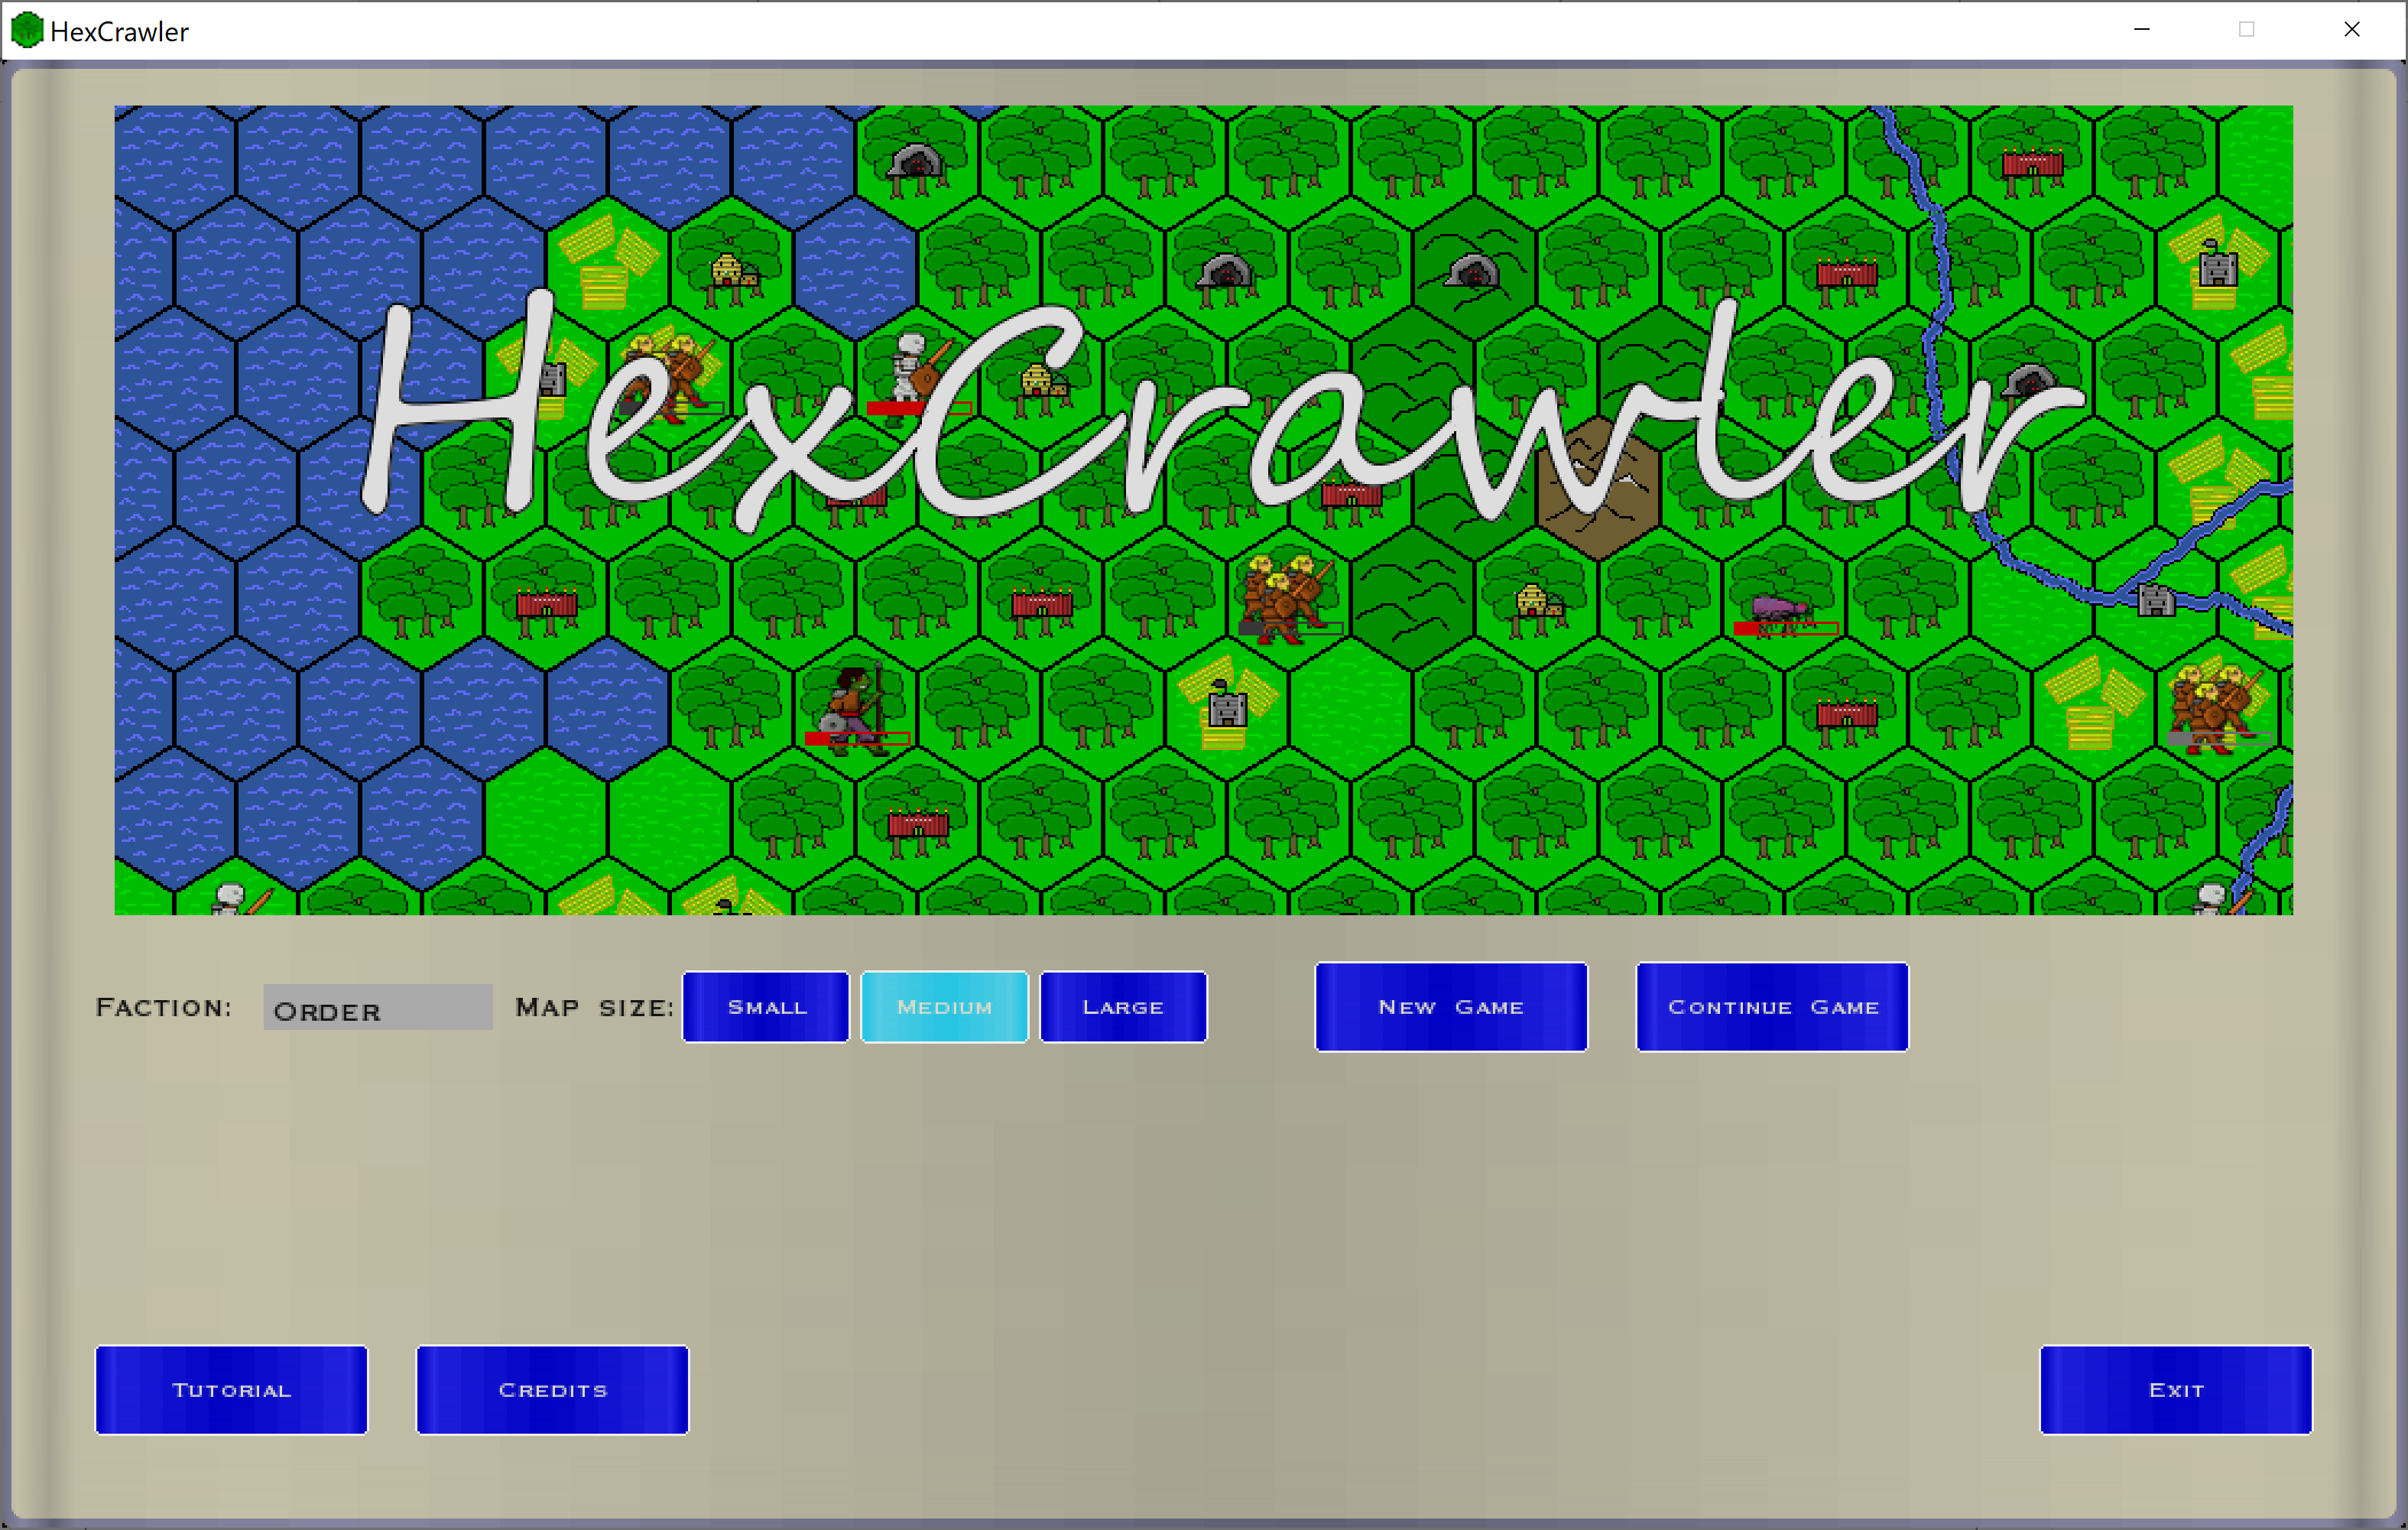 HexCrawler
HexCrawler
Faction: Order Map size: Small Medium Large New Game Continue Game
Tutorial Credits Exit